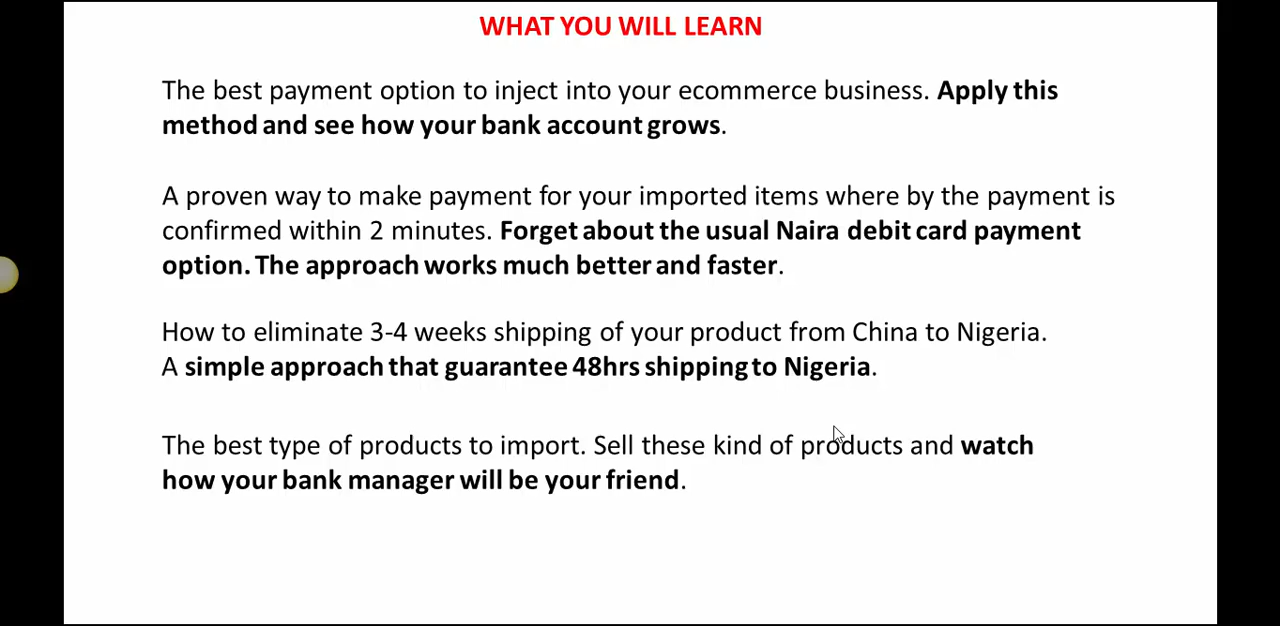 WHAT YOU WILL LEARN
The best payment option to inject into your ecommerce business. Apply this
method and see how your bank account grows.
A proven way to make payment for your imported items where by the payment is
confirmed within 2 minutes. Forget about the usual Naira debit card payment
option. The approach works much better and faster.
How to eliminate 3-4 weeks shipping of your product from China to Nigeria.
A simple approach that guarantee 48hrs shipping to Nigeria.
The best type of products to import. Sell these kind of products and watch
how your bank manager will be your friend.